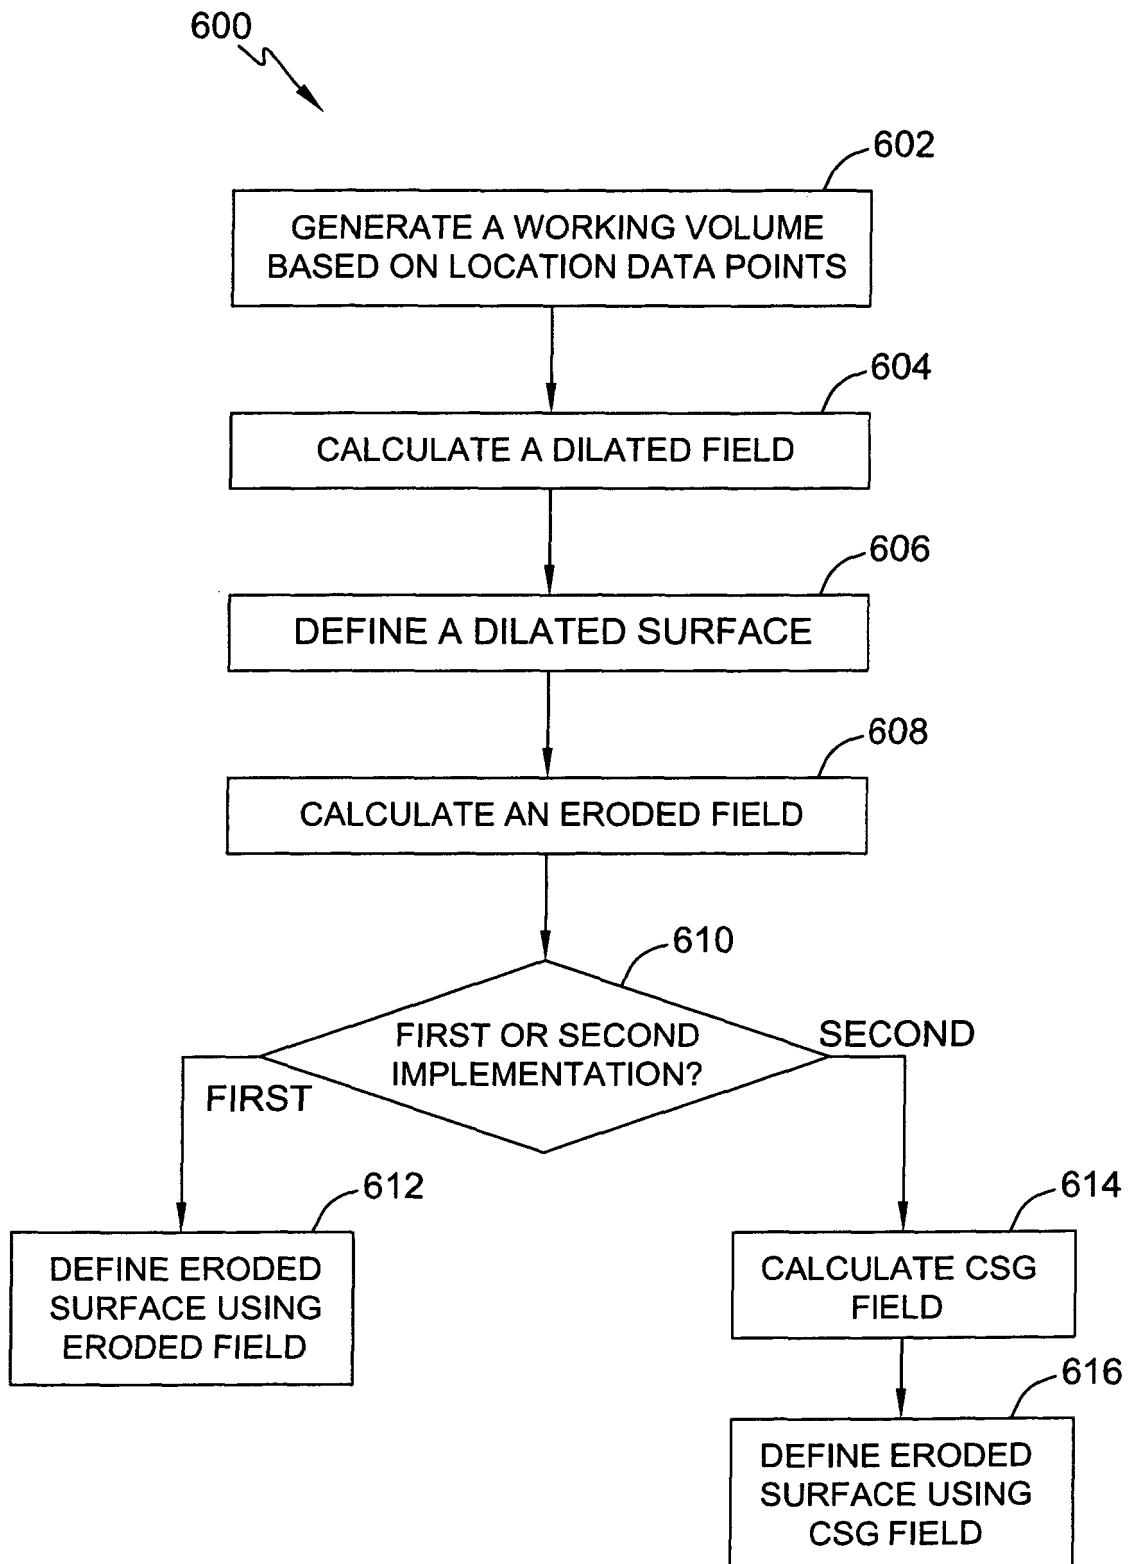 600
602
GENERATE A WORKING VOLUME
BASED ON LOCATION DATA POINTS
604
CALCULATE A DILATED FIELD
606
DEFINE A DILATED SURFACE
608
CALCULATE AN ERODED FIELD
610
FIRST OR SECOND
IMPLEMENTATION?
SECOND
FIRST
612
DEFINE ERODED
SURFACE USING
ERODED FIELD
614
CALCULATE CSG
FIELD
616
DEFINE ERODED
SURFACE USING
CSG FIELD